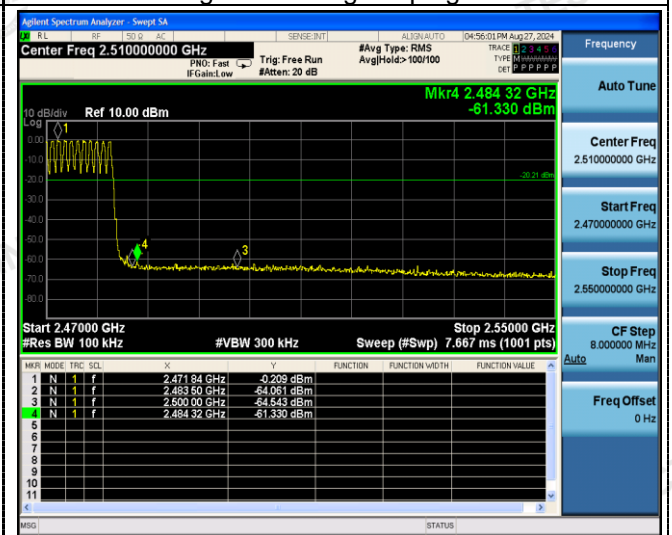 Agilent Spectrum Analyzer - Swept SA
RL RF 50 Ω AC SENSE:INT ALIGN AUTO 04:56:01 PM Aug 27, 2024
Center Freq 2.510000000 GHz
PNO: Fast
IFGain:Low
Trig: Free Run
#Atten: 20 dB
#Avg Type: RMS
Avg|Hold:>100/100
TRACE 1 2 3 4 5 6
TYPE M
DET P P P P P P
Mkr4 2.484 32 GHz
-61.330 dBm
10 dB/div Ref 10.00 dBm
Log
1
0.00
-10.0
-20.0
-20.21 dBm
-30.0
-40.0
-50.0
4
3
-60.0
-70.0
-80.0
Start 2.47000 GHz Stop 2.55000 GHz
#Res BW 100 kHz #VBW 300 kHz Sweep (#Swp) 7.667 ms (1001 pts)
MKR MODE TRC SCL X Y FUNCTION FUNCTION WIDTH FUNCTION VALUE
1 N 1 f 2.471 84 GHz -0.209 dBm
2 N 1 f 2.483 50 GHz -64.061 dBm
3 N 1 f 2.500 00 GHz -64.543 dBm
4 N 1 f 2.484 32 GHz -61.330 dBm
5
6
7
8
9
10
11
MSG STATUS
Frequency
Auto Tune
Center Freq
2.510000000 GHz
Start Freq
2.470000000 GHz
Stop Freq
2.550000000 GHz
CF Step
8.000000 MHz
Auto Man
Freq Offset
0 Hz